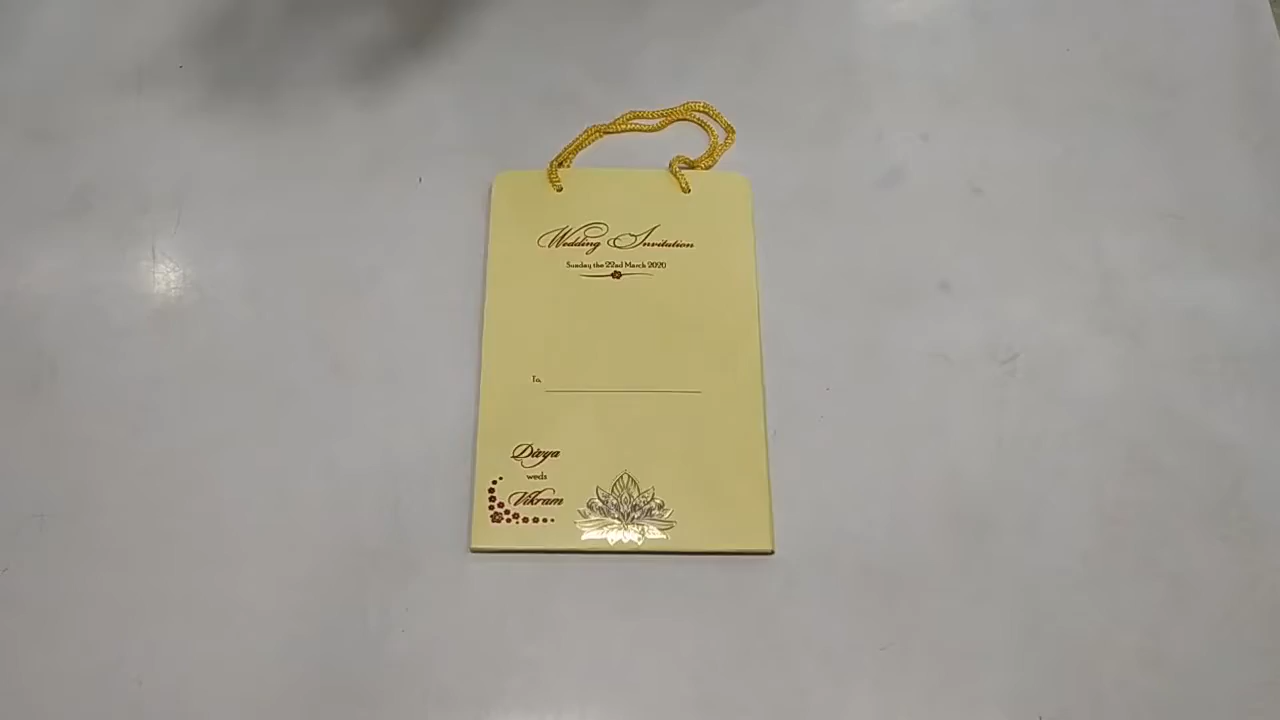 Wedding Invitation
Sunday the 22nd March 2020
To,
Divya
weds
Vikram